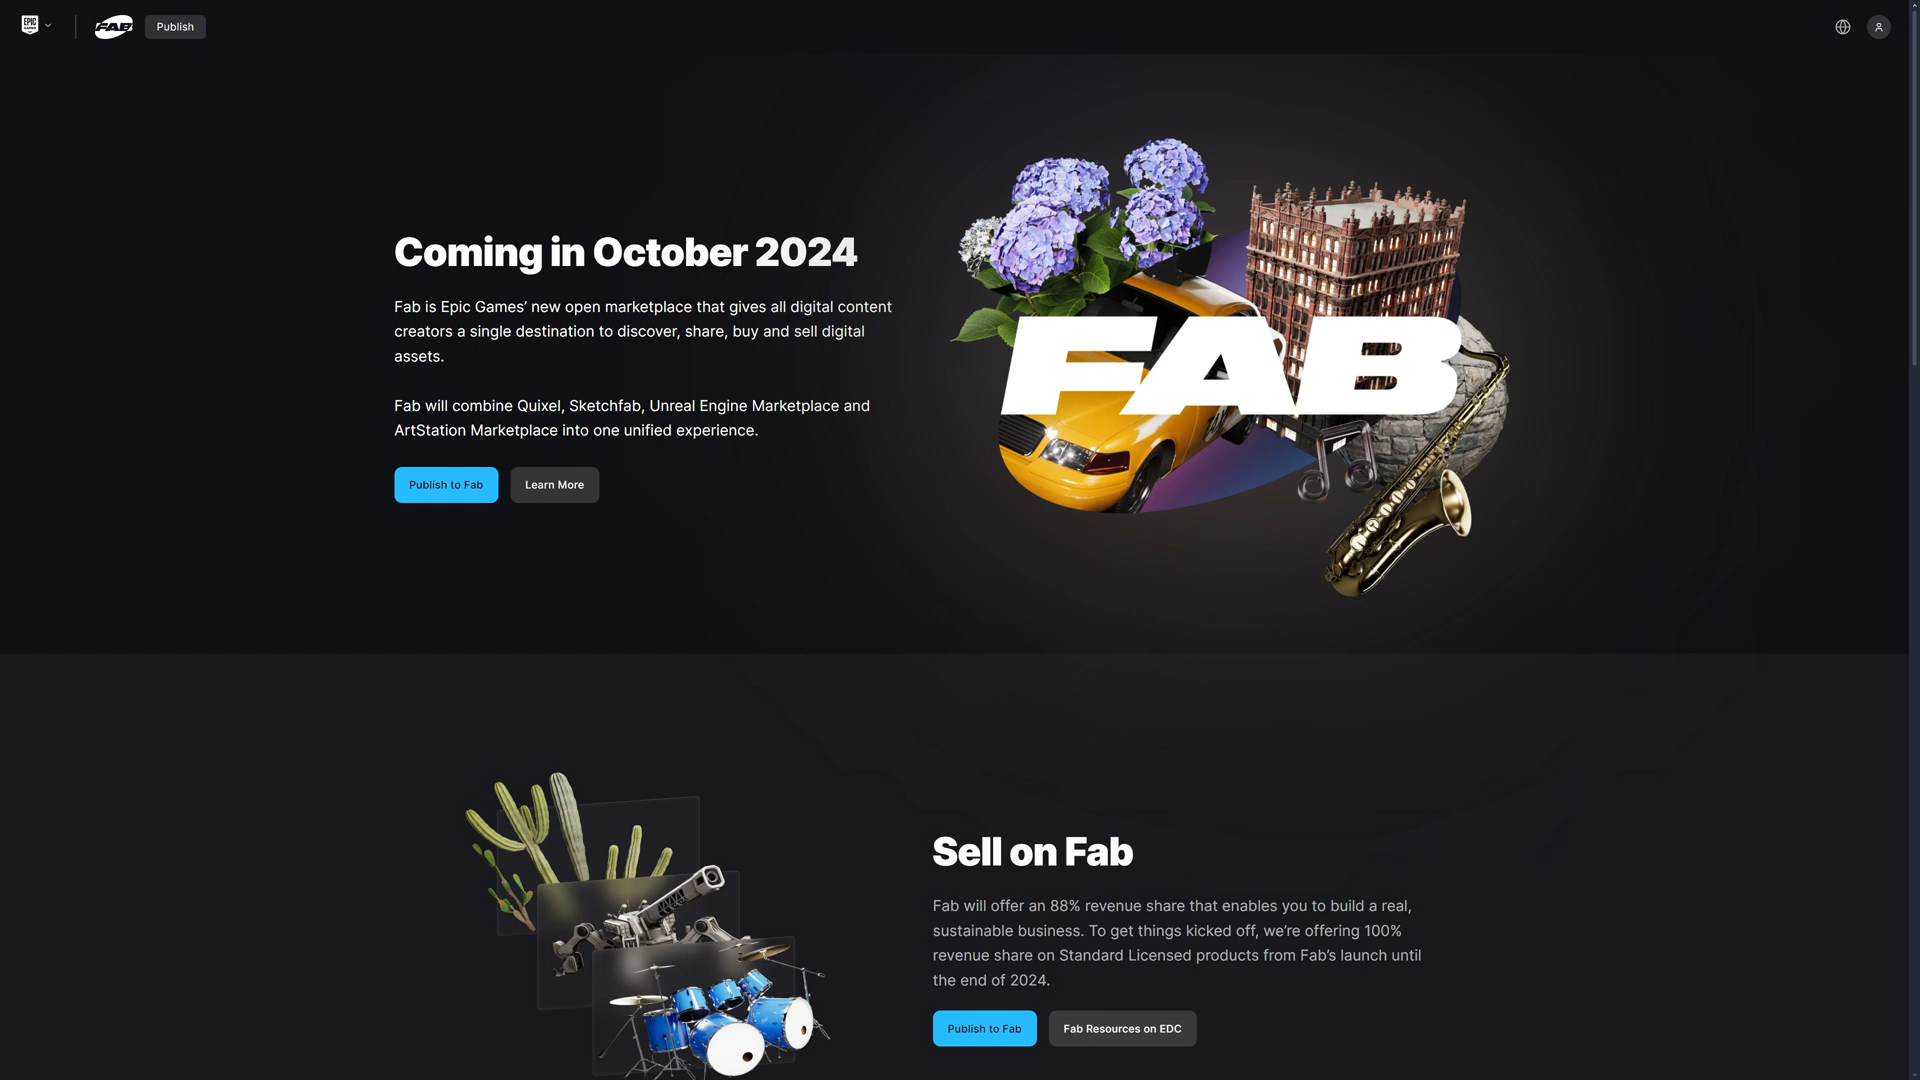 EPIC GAMES
FAB
Publish
Coming in October 2024
Fab is Epic Games’ new open marketplace that gives all digital content
creators a single destination to discover, share, buy and sell digital
assets.
Fab will combine Quixel, Sketchfab, Unreal Engine Marketplace and
ArtStation Marketplace into one unified experience.
Publish to Fab
Learn More
FAB
Sell on Fab
Fab will offer an 88% revenue share that enables you to build a real,
sustainable business. To get things kicked off, we’re offering 100%
revenue share on Standard Licensed products from Fab’s launch until
the end of 2024.
Publish to Fab
Fab Resources on EDC